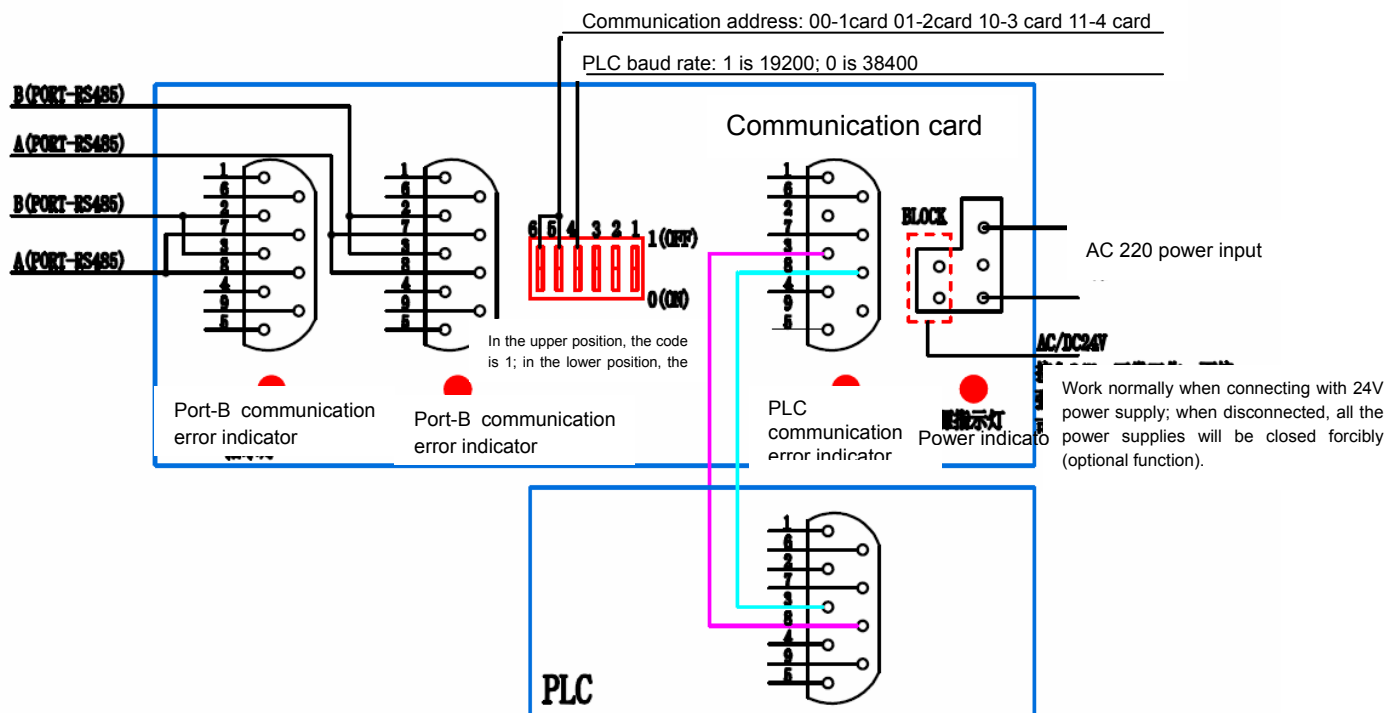 Communication address: 00-1card 01-2card 10-3 card 11-4 card
PLC baud rate: 1 is 19200; 0 is 38400
B(PORT-RS485)
A(PORT-RS485)
B(PORT-RS485)
A(PORT-RS485)
Communication card
1
6
2
7
3
8
4
9
5
1
6
2
7
3
8
4
9
5
6 5 4 3 2 1
1(OFF)
0(ON)
In the upper position, the code
is 1; in the lower position, the
1
6
2
7
3
8
4
9
5
BLOCK
AC 220 power input
AC/DC24V
Port-B communication
error indicator
Port-B communication
error indicator
PLC
communication
error indicator
指示灯
Power indicato
Work normally when connecting with 24V
power supply; when disconnected, all the
power supplies will be closed forcibly
(optional function).
1
6
2
7
3
8
4
9
5
PLC